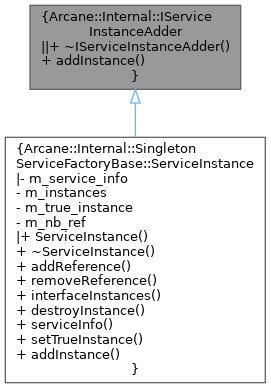 {Arcane::Internal::IService
InstanceAdder
||+ ~IServiceInstanceAdder()
+ addInstance()
}
{Arcane::Internal::Singleton
ServiceFactoryBase::ServiceInstance
|- m_service_info
- m_instances
- m_true_instance
- m_nb_ref
|+ ServiceInstance()
+ ~ServiceInstance()
+ addReference()
+ removeReference()
+ interfaceInstances()
+ destroyInstance()
+ serviceInfo()
+ setTrueInstance()
+ addInstance()
}